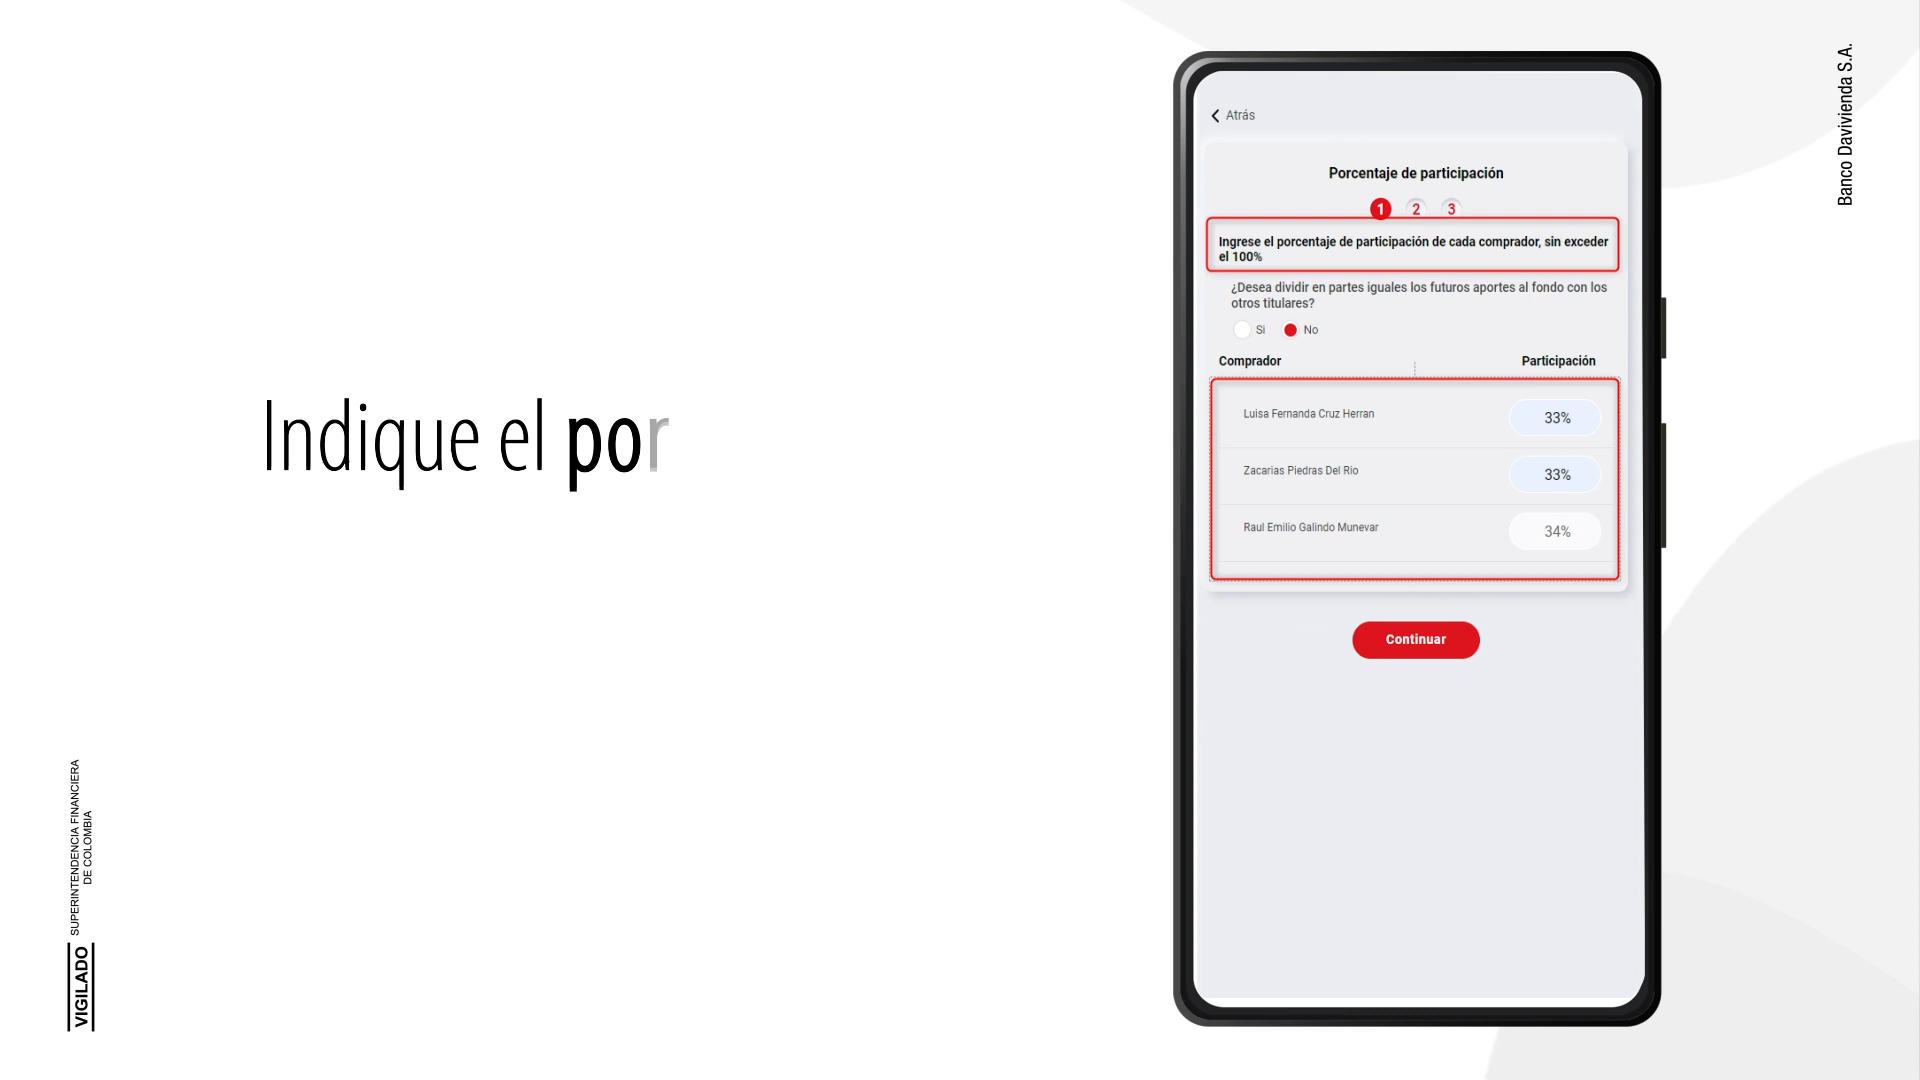 Indique el por
Atrás
Porcentaje de participación
1 2 3
Ingrese el porcentaje de participación de cada comprador, sin exceder
el 100%
¿Desea dividir en partes iguales los futuros aportes al fondo con los
otros titulares?
Si No
Comprador Participación
Luisa Fernanda Cruz Herran 33%
Zacarias Piedras Del Rio 33%
Raul Emilio Galindo Munevar 34%
Continuar
Banco Davivienda S.A.
VIGILADO
SUPERINTENDENCIA FINANCIERA
DE COLOMBIA